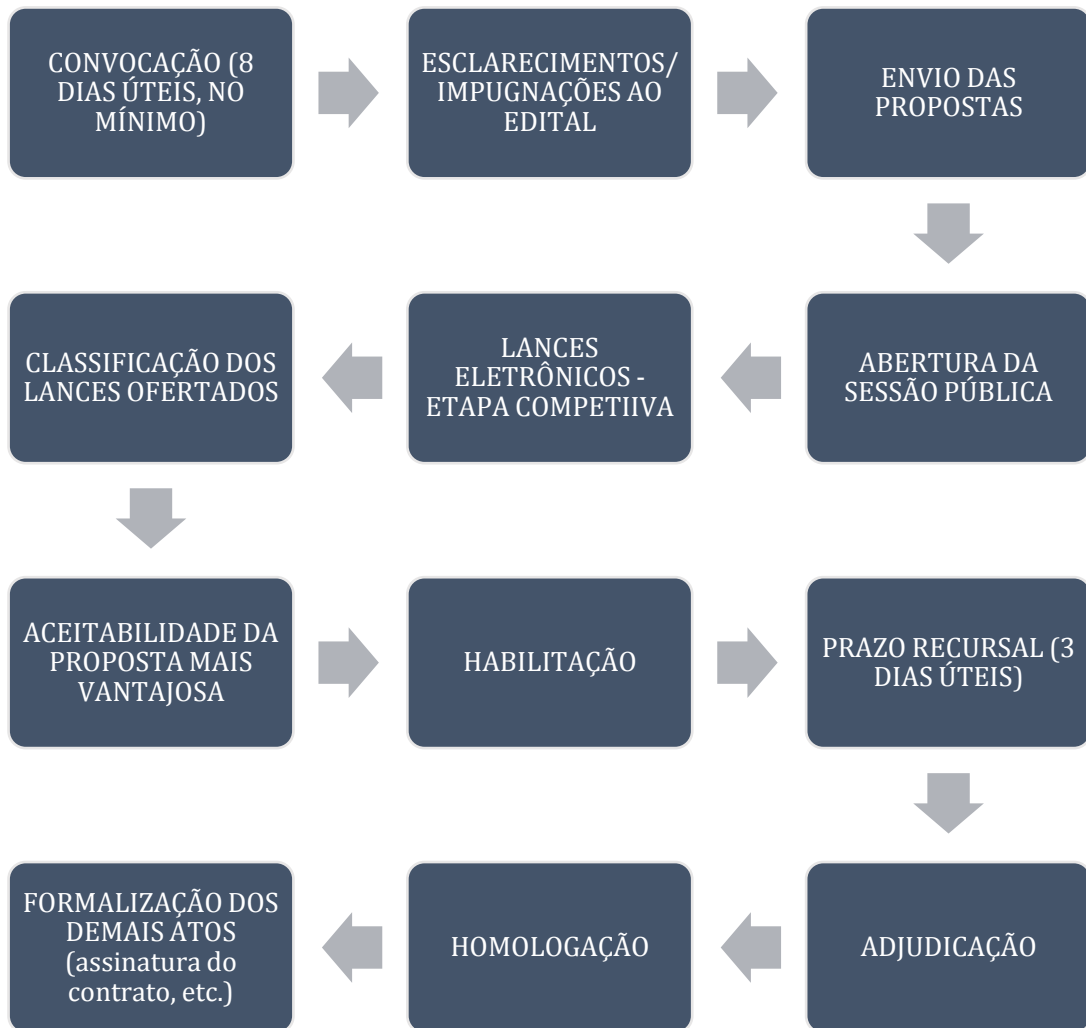 CONVOCAÇÃO (8
DIAS ÚTEIS, NO
MÍNIMO)
ESCLARECIMENTOS/
IMPUGNAÇÕES AO
EDITAL
ENVIO DAS
PROPOSTAS
ABERTURA DA
SESSÃO PÚBLICA
LANCES
ELETRÔNICOS -
ETAPA COMPETIIVA
CLASSIFICAÇÃO DOS
LANCES OFERTADOS
ACEITABILIDADE DA
PROPOSTA MAIS
VANTAJOSA
HABILITAÇÃO
PRAZO RECURSAL (3
DIAS ÚTEIS)
ADJUDICAÇÃO
HOMOLOGAÇÃO
FORMALIZAÇÃO DOS
DEMAIS ATOS
(assinatura do
contrato, etc.)